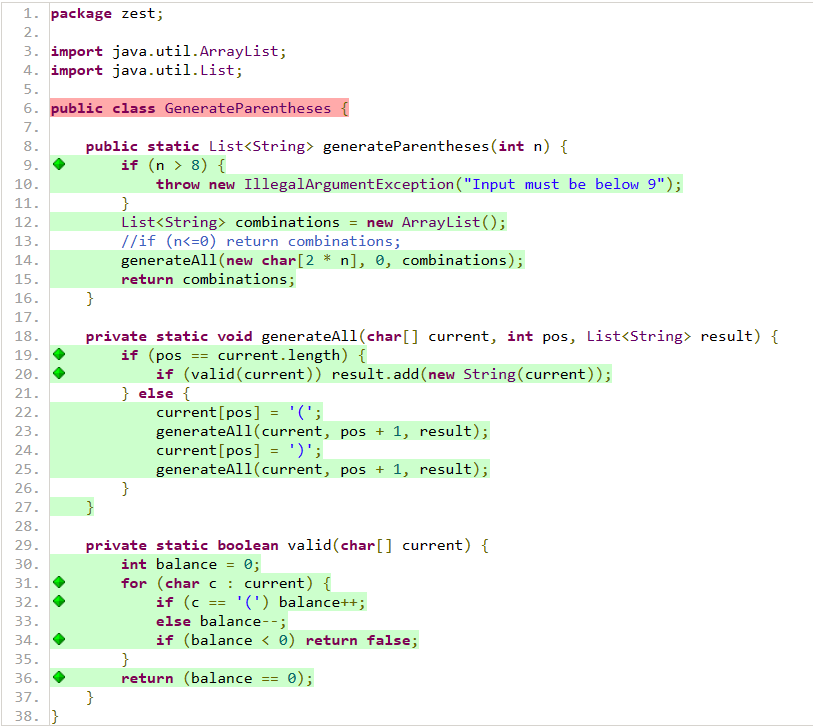 1. package zest;
2.
3. import java.util.ArrayList;
4. import java.util.List;
5.
6. public class GenerateParentheses {
7.
8.     public static List<String> generateParentheses(int n) {
9.         if (n > 8) {
10.             throw new IllegalArgumentException("Input must be below 9");
11.         }
12.         List<String> combinations = new ArrayList();
13.         //if (n<=0) return combinations;
14.         generateAll(new char[2 * n], 0, combinations);
15.         return combinations;
16.     }
17.
18.     private static void generateAll(char[] current, int pos, List<String> result) {
19.         if (pos == current.length) {
20.             if (valid(current)) result.add(new String(current));
21.         } else {
22.             current[pos] = '(';
23.             generateAll(current, pos + 1, result);
24.             current[pos] = ')';
25.             generateAll(current, pos + 1, result);
26.         }
27.     }
28.
29.     private static boolean valid(char[] current) {
30.         int balance = 0;
31.         for (char c : current) {
32.             if (c == '(') balance++;
33.             else balance--;
34.             if (balance < 0) return false;
35.         }
36.         return (balance == 0);
37.     }
38. }